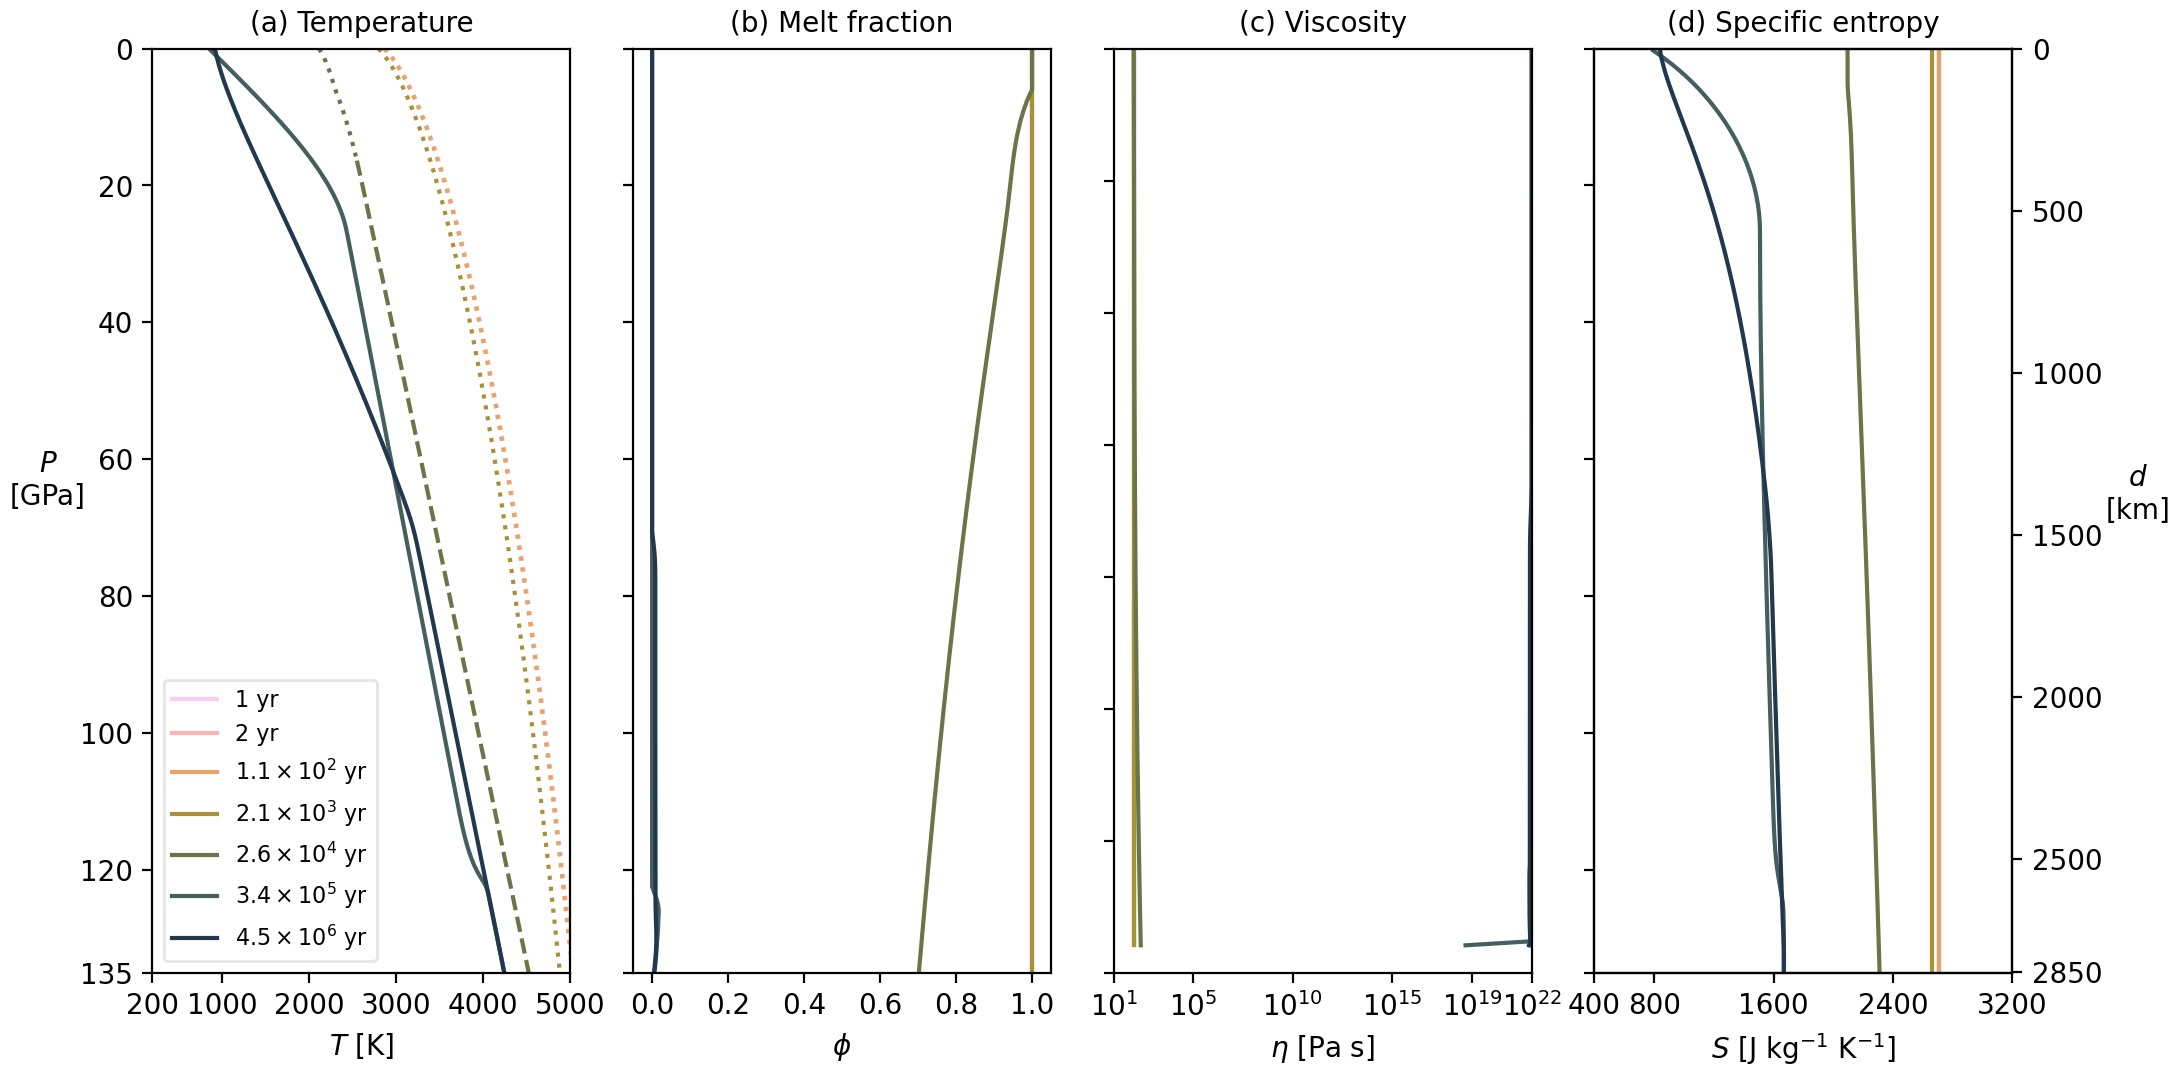 (a) Temperature
(b) Melt fraction
(c) Viscosity
(d) Specific entropy
0
20
40
60
80
100
120
135
P
[GPa]
1 yr
2 yr
1.1 × 10² yr
2.1 × 10³ yr
2.6 × 10⁴ yr
3.4 × 10⁵ yr
4.5 × 10⁶ yr
200 1000 2000 3000 4000 5000
T [K]
0.0 0.2 0.4 0.6 0.8 1.0
ϕ
10¹ 10⁵ 10¹⁰ 10¹⁵ 10¹⁹ 10²²
η [Pa s]
400 800 1600 2400 3200
S [J kg⁻¹ K⁻¹]
0
500
1000
1500
2000
2500
2850
d
[km]